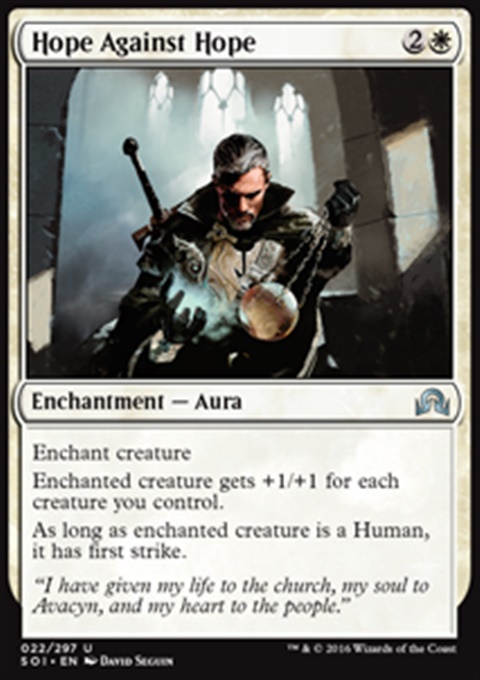 Hope Against Hope 2
Enchantment — Aura
Enchant creature
Enchanted creature gets +1/+1 for each
creature you control.
As long as enchanted creature is a Human,
it has first strike.
“I have given my life to the church, my soul to
Avacyn, and my heart to the people.”
022/297 U
SOI • EN David Seguin
™ & © 2016 Wizards of the Coast